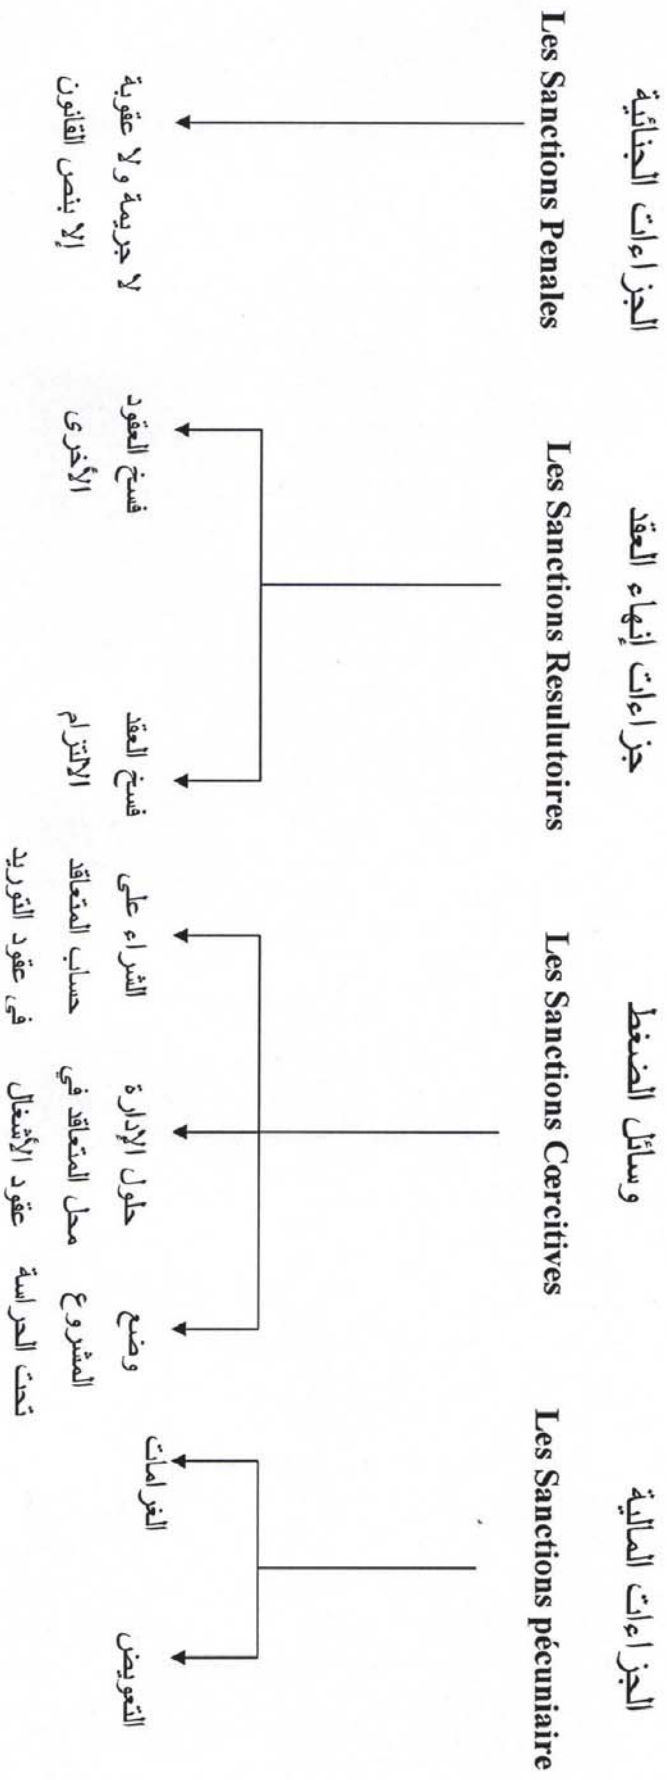 الجزاءات المالية
Les Sanctions pécuniaire
التعويض
الغرامات
وسائل الضغط
Les Sanctions Cœrcitives
وضع
المشروع
تحت الحراسة
حلول الإدارة
محل المتعاقد في
عقود الأشغال
الشراء على
حساب المتعاقد
في عقود التوريد
جزاءات إنهاء العقد
Les Sanctions Resulutoires
فسخ العقد
الالتزام
فسخ العقود
الأخرى
الجزاءات الجنائية
Les Sanctions Penales
لا جريمة ولا عقوبة
إلا بنص القانون